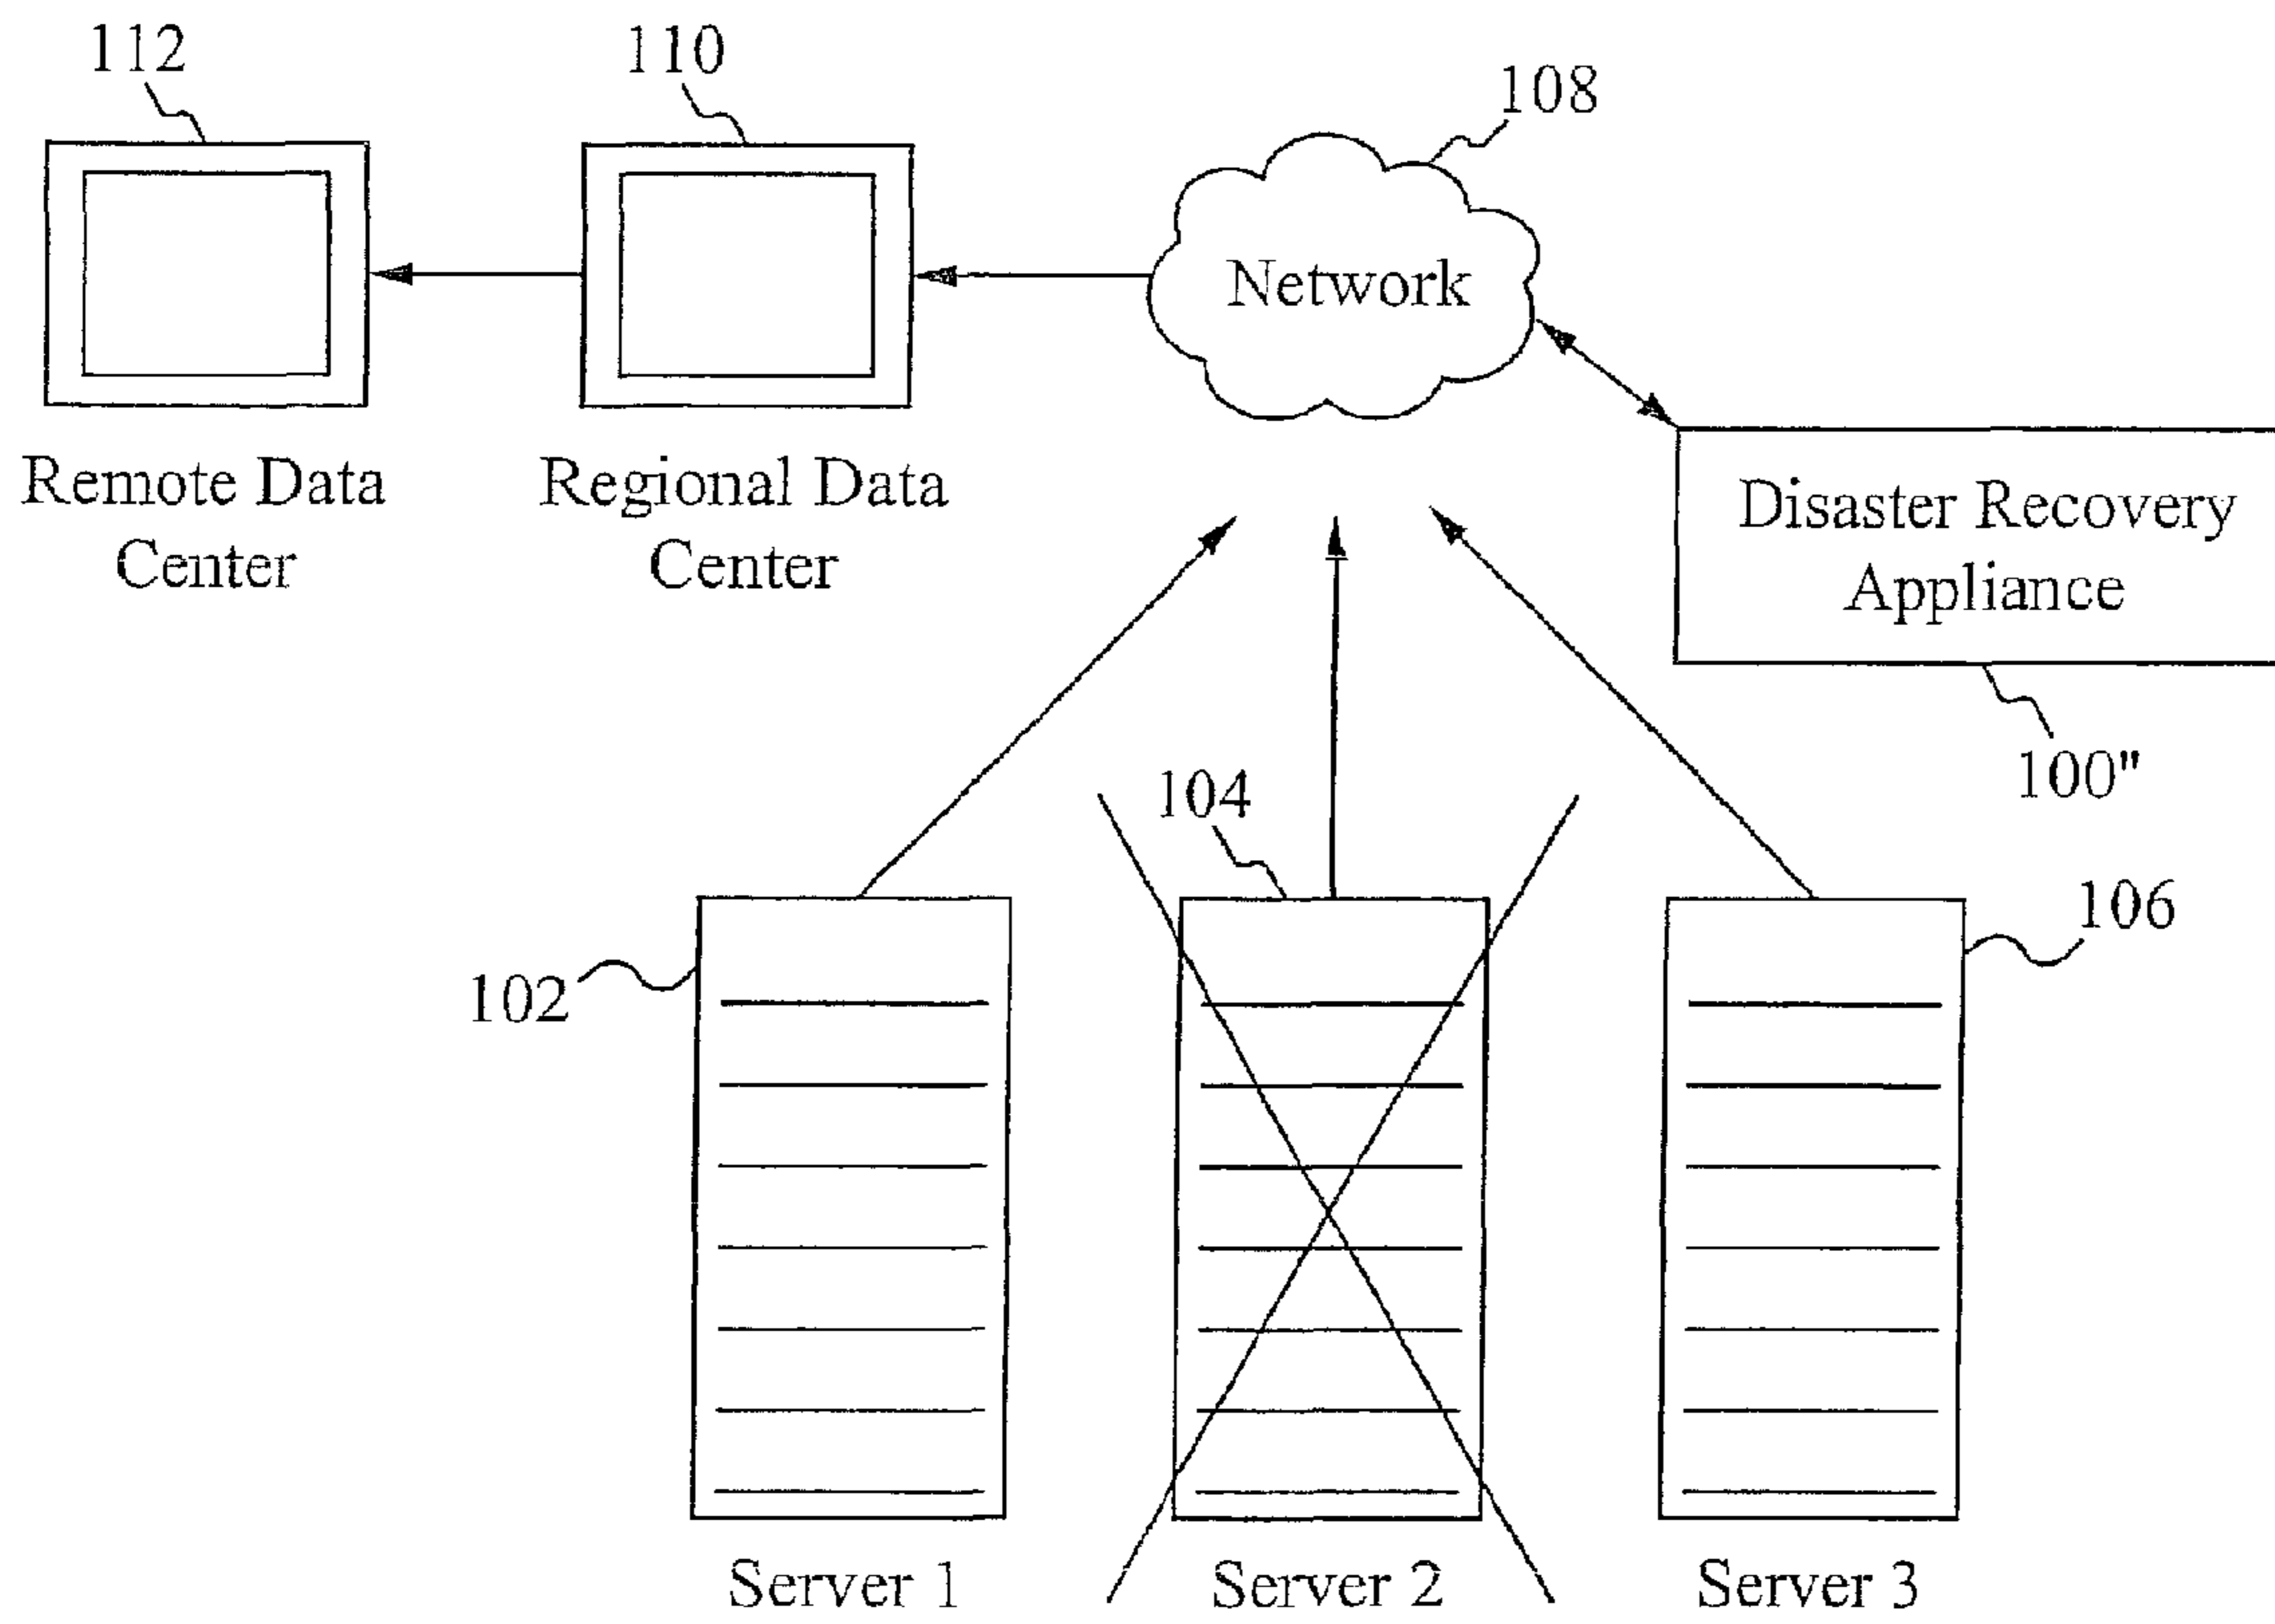 112
110
108
Network
Remote Data
Center
Regional Data
Center
Disaster Recovery
Appliance
100"
104
102
106
Server 1
Server 2
Server 3